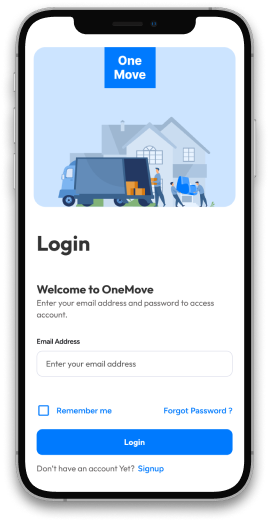 One
Move
Login
Welcome to OneMove
Enter your email address and password to access
account.
Email Address
Enter your email address
Remember me
Forgot Password ?
Login
Don't have an account Yet? Signup